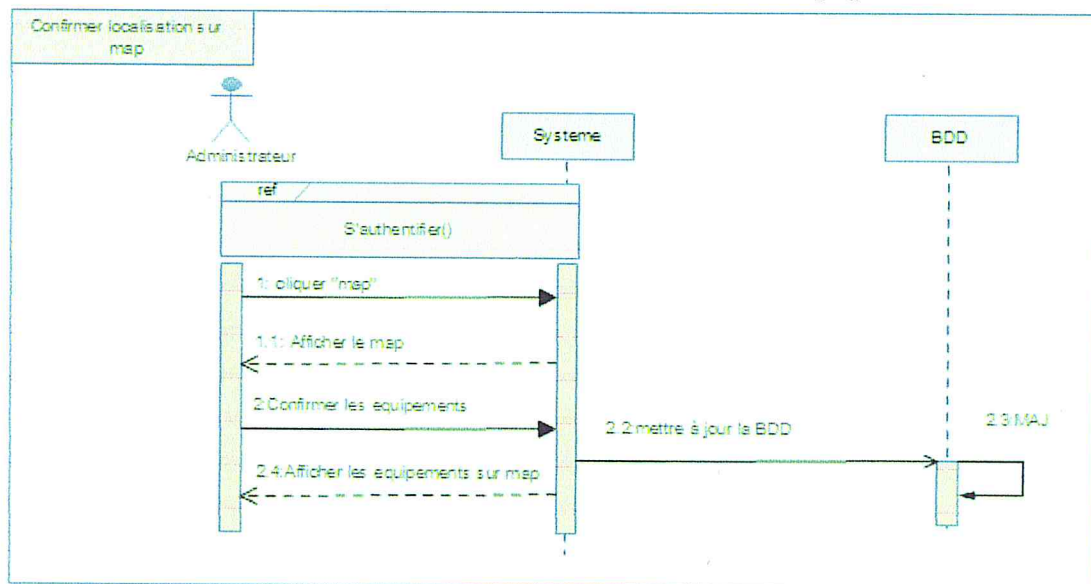 Confirmer localisation sur
map
Administrateur
Systeme
BDD
ref
S'authentifier()
1: cliquer "map"
1.1: Afficher le map
2:Confirmer les equipements
2.2:mettre à jour la BDD
2.3:MAJ
2.4:Afficher les equipements sur map